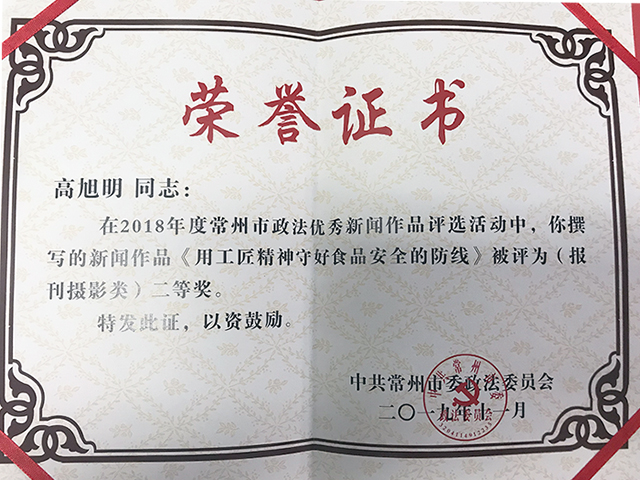 荣誉证书
高旭明 同志：
在2018年度常州市政法优秀新闻作品评选活动中，你撰
写的新闻作品《用工匠精神守好食品安全的防线》被评为（报
刊摄影类）二等奖。
特发此证，以资鼓励。
中共常州市委政法委员会
二〇一九年十一月